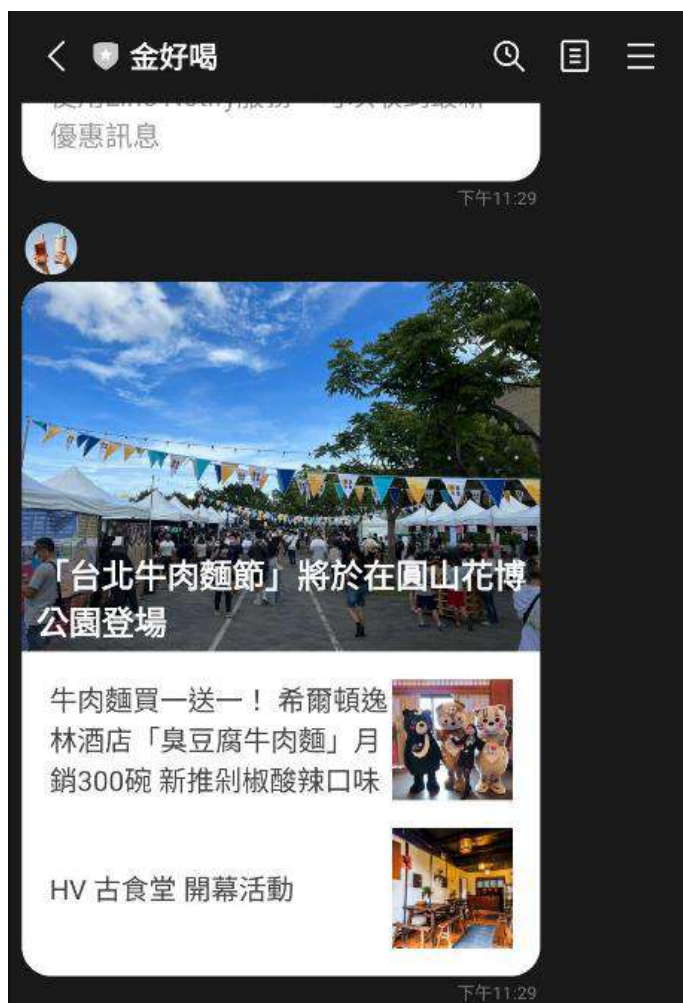 金好喝
優惠訊息
下午11:29
「台北牛肉麵節」將於在圓山花博
公園登場
牛肉麵買一送一！ 希爾頓逸
林酒店「臭豆腐牛肉麵」月
銷300碗 新推剁椒酸辣口味
HV 古食堂 開幕活動
下午11:29